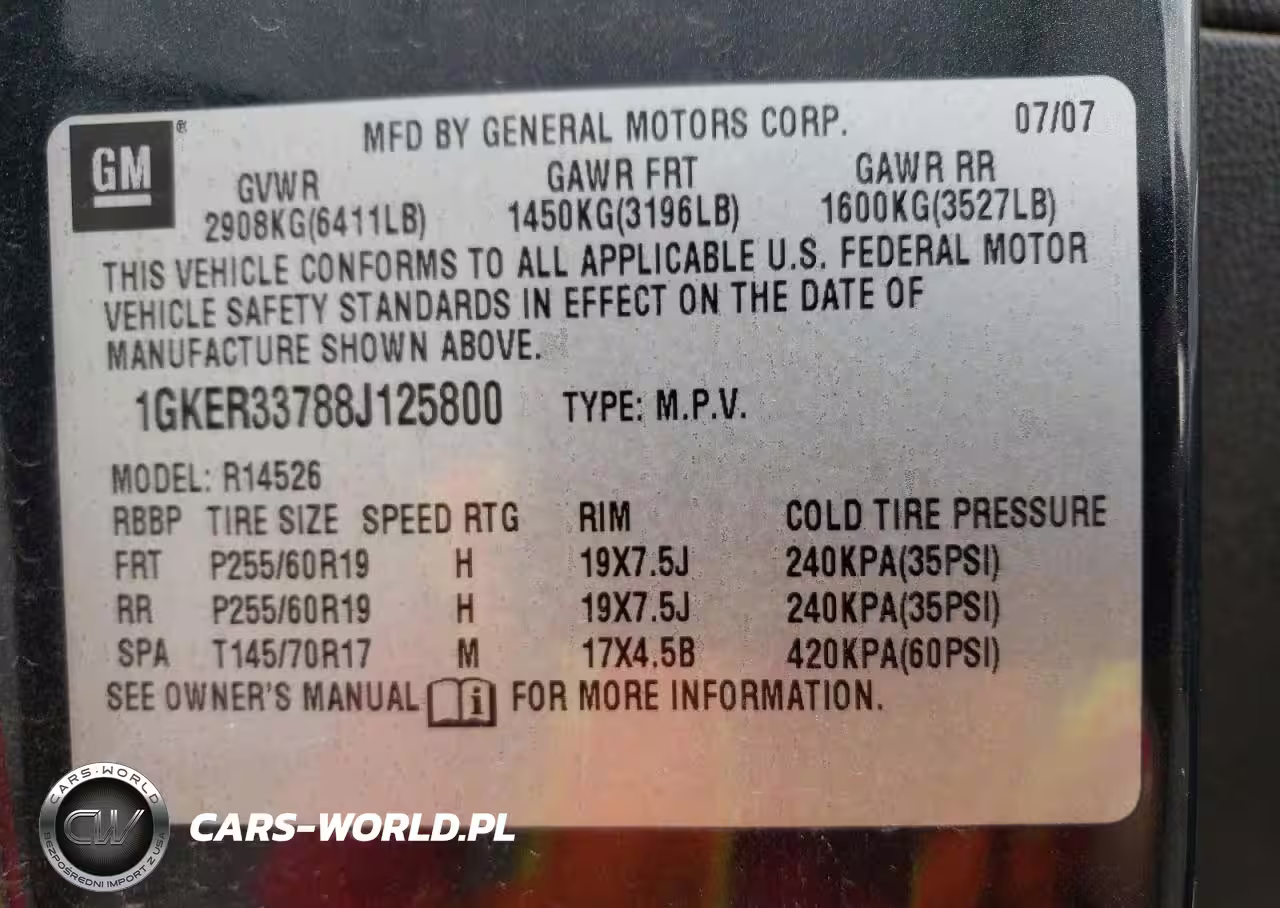 GM®
MFD BY GENERAL MOTORS CORP. 07/07
GVWR GAWR FRT GAWR RR
2908KG(6411LB) 1450KG(3196LB) 1600KG(3527LB)
THIS VEHICLE CONFORMS TO ALL APPLICABLE U.S. FEDERAL MOTOR
VEHICLE SAFETY STANDARDS IN EFFECT ON THE DATE OF
MANUFACTURE SHOWN ABOVE.
1GKER33788J125800 TYPE: M.P.V.
MODEL: R14526
RBBP TIRE SIZE SPEED RTG RIM COLD TIRE PRESSURE
FRT P255/60R19 H 19X7.5J 240KPA(35PSI)
RR P255/60R19 H 19X7.5J 240KPA(35PSI)
SPA T145/70R17 M 17X4.5B 420KPA(60PSI)
SEE OWNER'S MANUAL i FOR MORE INFORMATION.
CARS-WORLD
CW
BEZPOŚREDNI IMPORT Z USA
CARS-WORLD.PL